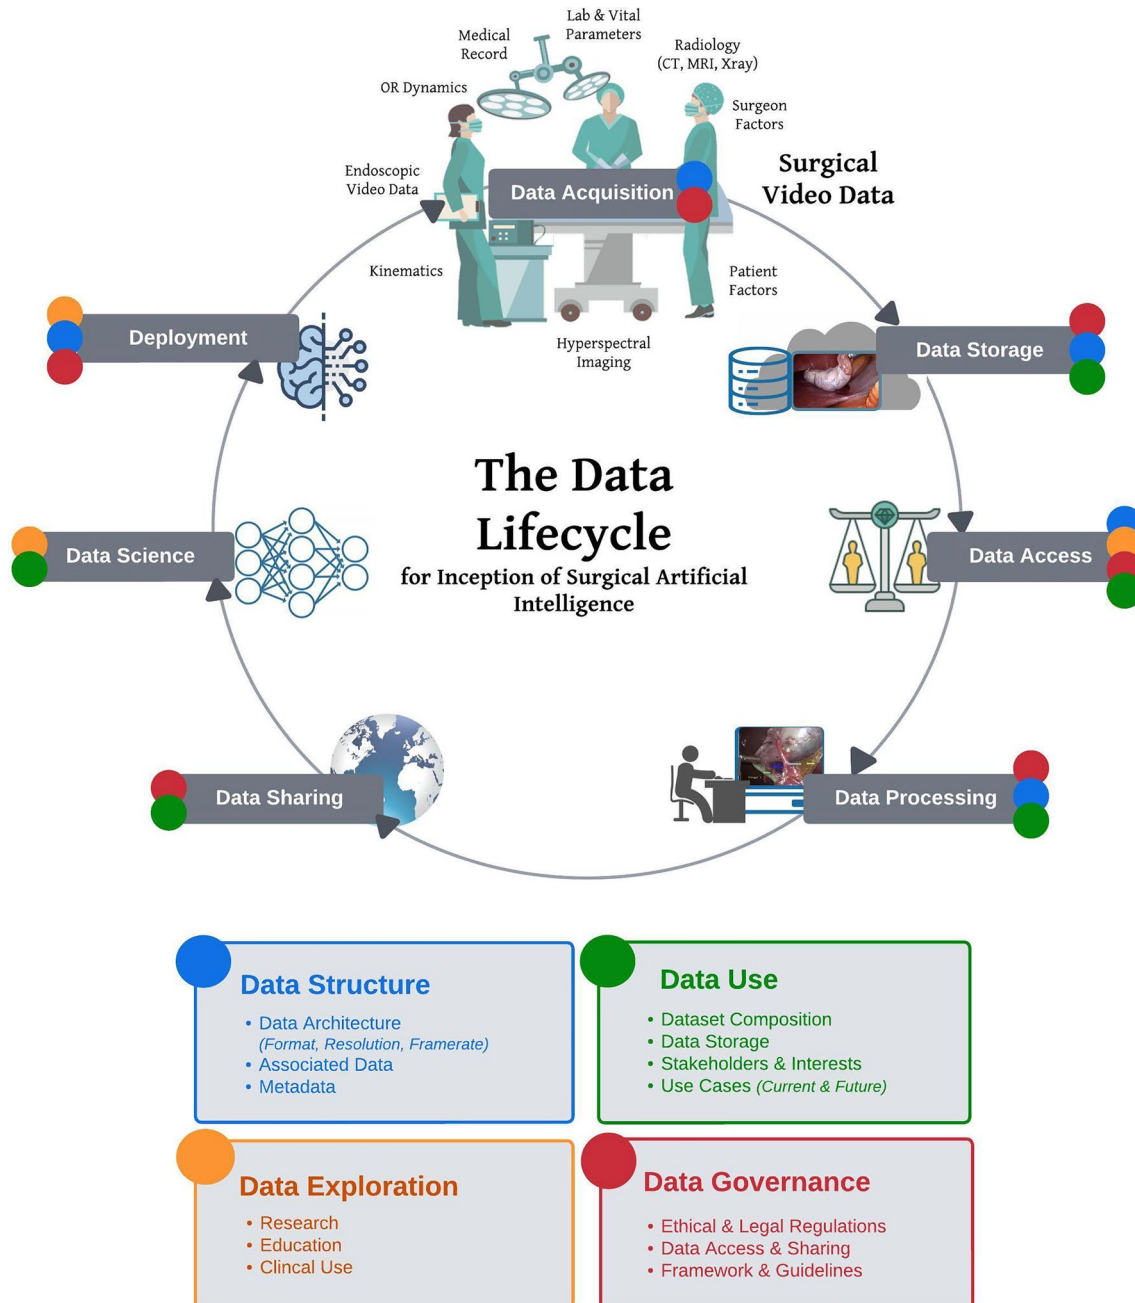 Lab & Vital
Parameters
Medical
Record
Radiology
(CT, MRI, Xray)
OR Dynamics
Surgeon
Factors
Endoscopic
Video Data
Data Acquisition
Surgical
Video Data
Kinematics
Patient
Factors
Hyperspectral
Imaging
Deployment
Data Storage
The Data
Lifecycle
for Inception of Surgical Artificial
Intelligence
Data Science
Data Access
Data Sharing
Data Processing
Data Structure
• Data Architecture
(Format, Resolution, Framerate)
• Associated Data
• Metadata
Data Use
• Dataset Composition
• Data Storage
• Stakeholders & Interests
• Use Cases (Current & Future)
Data Exploration
• Research
• Education
• Clincal Use
Data Governance
• Ethical & Legal Regulations
• Data Access & Sharing
• Framework & Guidelines